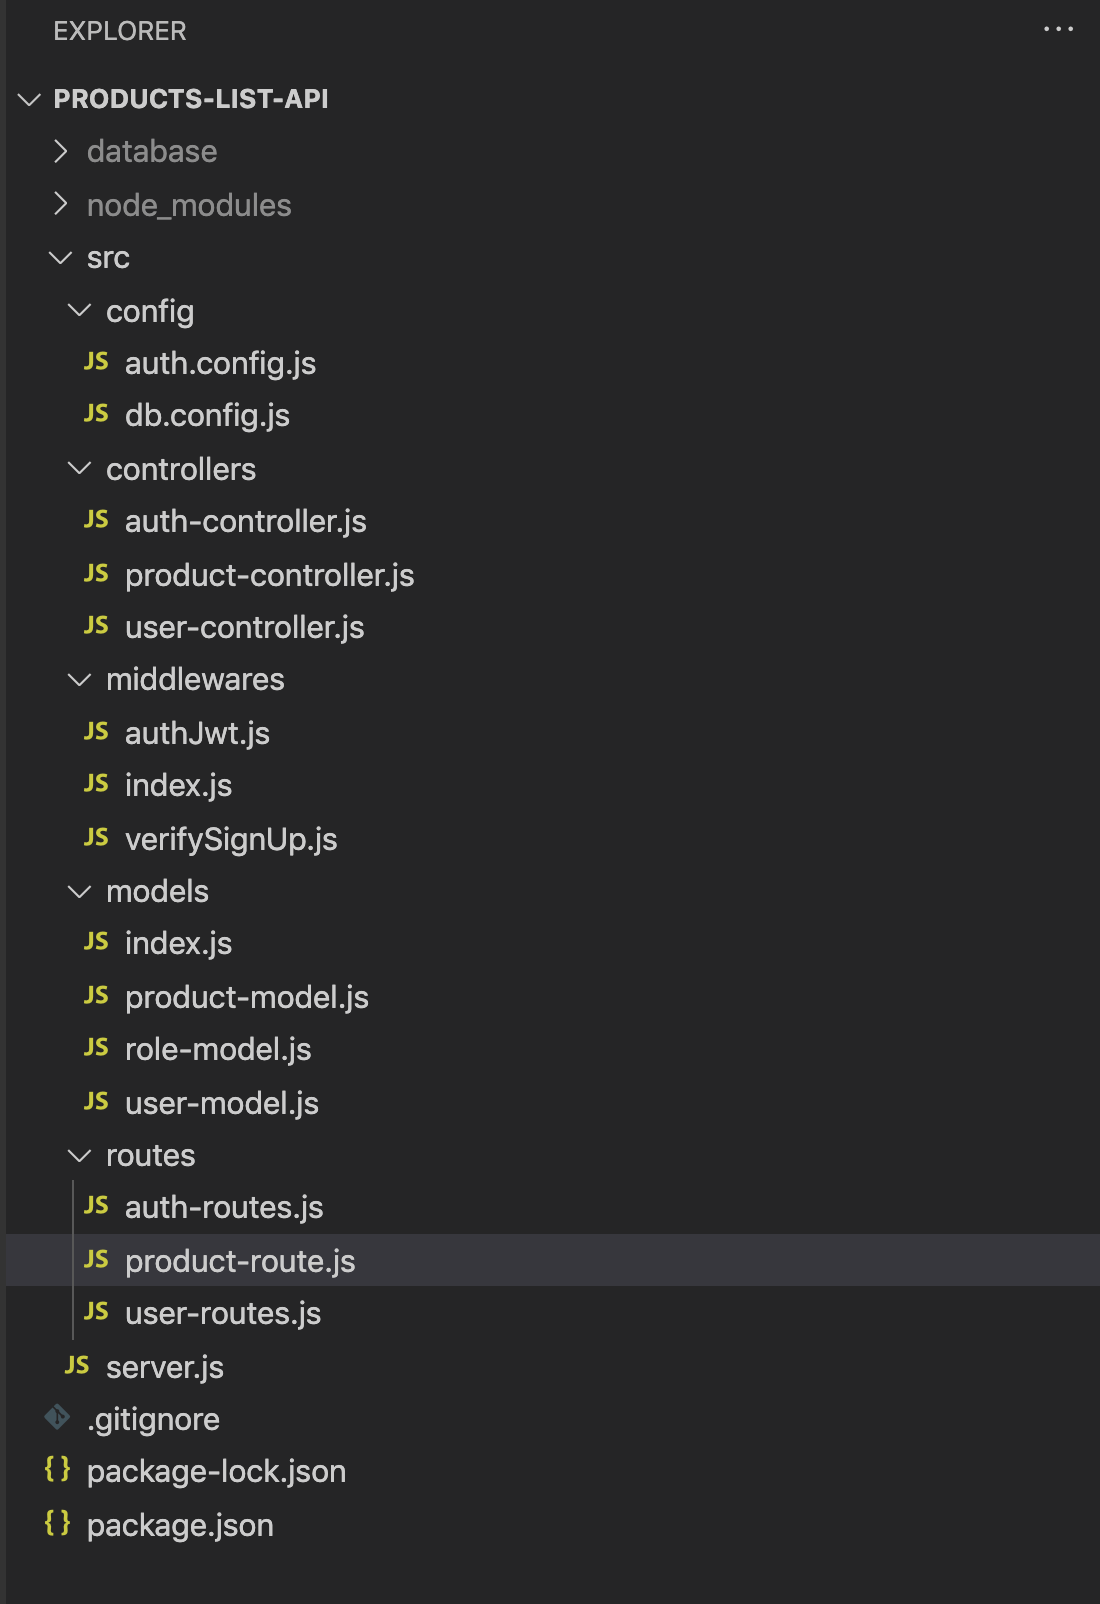 EXPLORER
PRODUCTS-LIST-API
database
node_modules
src
config
JS auth.config.js
JS db.config.js
controllers
JS auth-controller.js
JS product-controller.js
JS user-controller.js
middlewares
JS authJwt.js
JS index.js
JS verifySignUp.js
models
JS index.js
JS product-model.js
JS role-model.js
JS user-model.js
routes
JS auth-routes.js
JS product-route.js
JS user-routes.js
JS server.js
.gitignore
{} package-lock.json
{} package.json